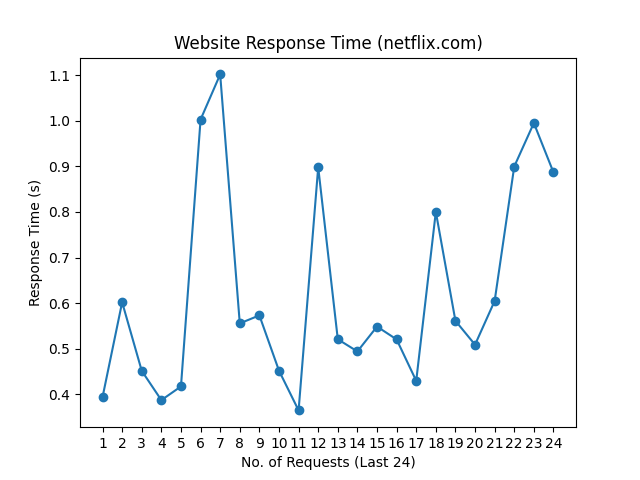 Website Response Time (netflix.com)
Response Time (s)
1.1
1.0
0.9
0.8
0.7
0.6
0.5
0.4
1 2 3 4 5 6 7 8 9 10 11 12 13 14 15 16 17 18 19 20 21 22 23 24
No. of Requests (Last 24)